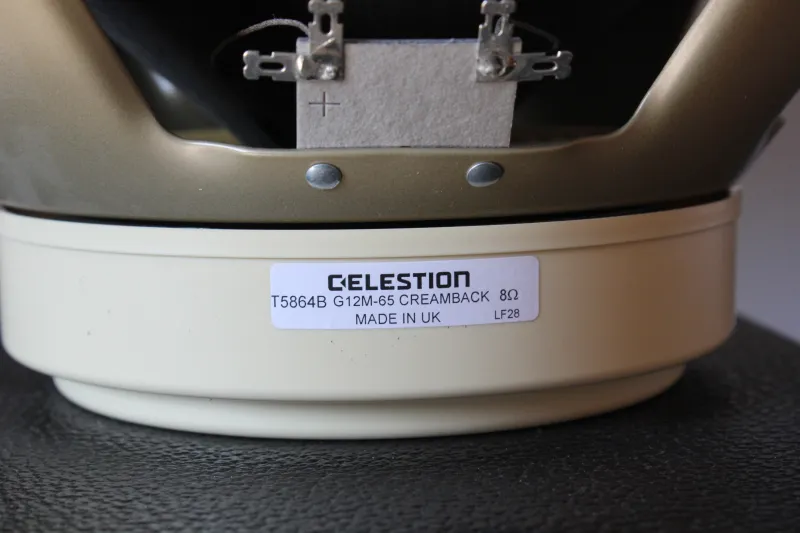 +
CELESTION
T5864B G12M-65 CREAMBACK 8Ω
MADE IN UK LF28